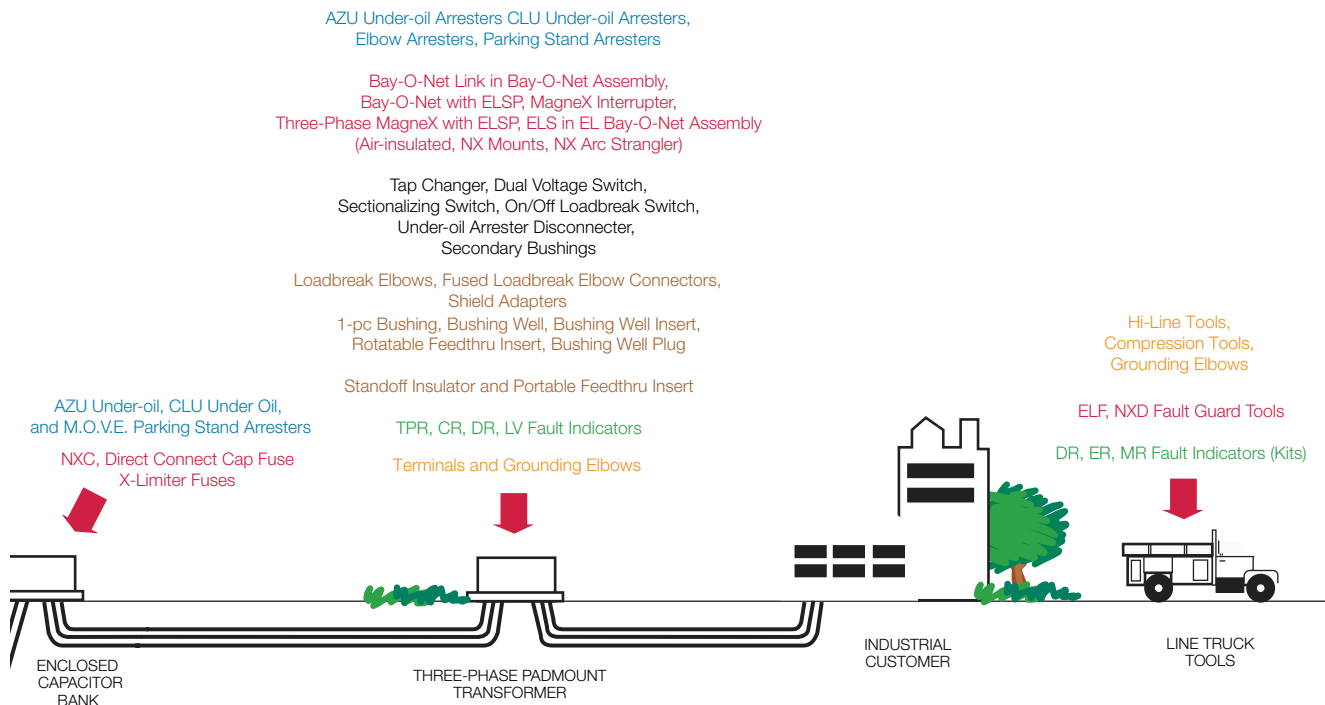 AZU Under-oil Arresters CLU Under-oil Arresters,
Elbow Arresters, Parking Stand Arresters
Bay-O-Net Link in Bay-O-Net Assembly,
Bay-O-Net with ELSP, MagneX Interrupter,
Three-Phase MagneX with ELSP, ELS in EL Bay-O-Net Assembly
(Air-insulated, NX Mounts, NX Arc Strangler)
Tap Changer, Dual Voltage Switch,
Sectionalizing Switch, On/Off Loadbreak Switch,
Under-oil Arrester Disconnecter,
Secondary Bushings
Loadbreak Elbows, Fused Loadbreak Elbow Connectors,
Shield Adapters
1-pc Bushing, Bushing Well, Bushing Well Insert,
Rotatable Feedthru Insert, Bushing Well Plug
Standoff Insulator and Portable Feedthru Insert
TPR, CR, DR, LV Fault Indicators
Terminals and Grounding Elbows
AZU Under-oil, CLU Under Oil,
and M.O.V.E. Parking Stand Arresters
NXC, Direct Connect Cap Fuse
X-Limiter Fuses
Hi-Line Tools,
Compression Tools,
Grounding Elbows
ELF, NXD Fault Guard Tools
DR, ER, MR Fault Indicators (Kits)
ENCLOSED
CAPACITOR
BANK
THREE-PHASE PADMOUNT
TRANSFORMER
INDUSTRIAL
CUSTOMER
LINE TRUCK
TOOLS